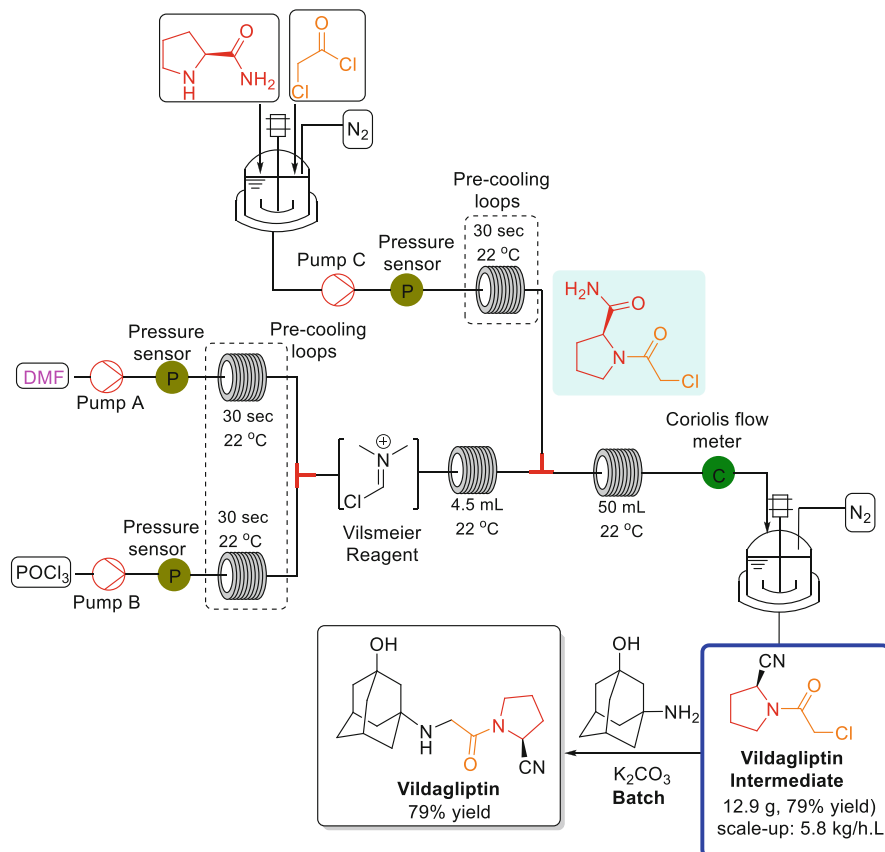 O
NH₂
N
H
O
Cl
Cl
N₂
Pre-cooling
loops
30 sec
22 °C
Pressure
sensor
Pump C
P
H₂N
O
O
N
Cl
Pressure
sensor
Pre-cooling
loops
DMF
Pump A
P
30 sec
22 °C
⊕
N
Cl
Vilsmeier
Reagent
4.5 mL
22 °C
50 mL
22 °C
Coriolis flow
meter
C
N₂
30 sec
22 °C
Pressure
sensor
POCl₃
Pump B
P
OH
N
H
O
N
CN
Vildagliptin
79% yield
OH
NH₂
K₂CO₃
Batch
CN
O
N
Cl
Vildagliptin
Intermediate
12.9 g, 79% yield)
scale-up: 5.8 kg/h.L